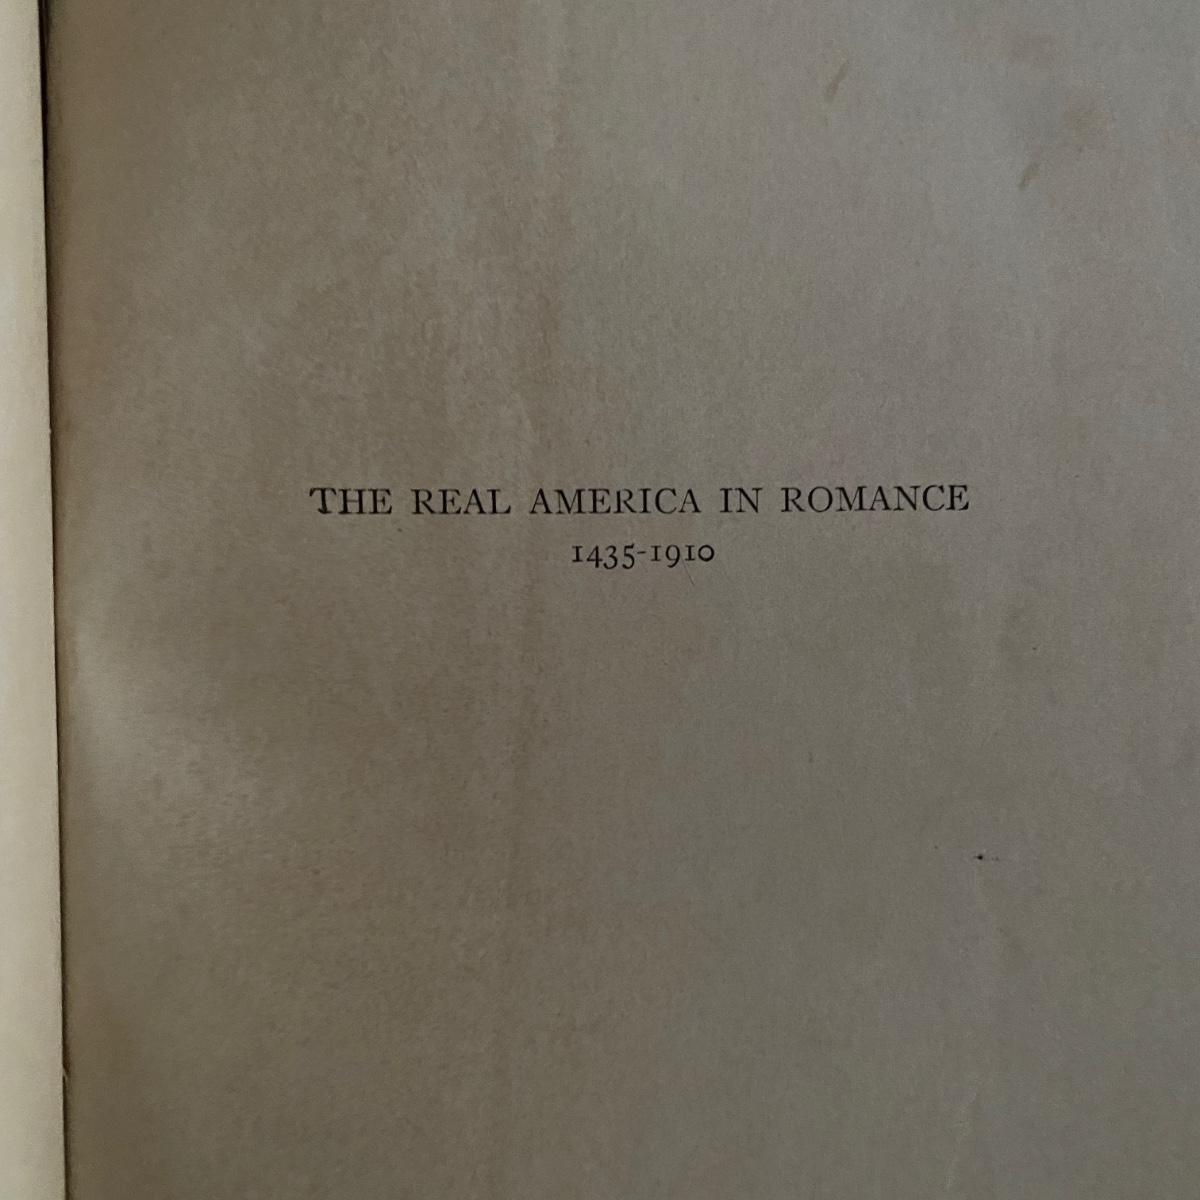 THE REAL AMERICA IN ROMANCE
1435-1910